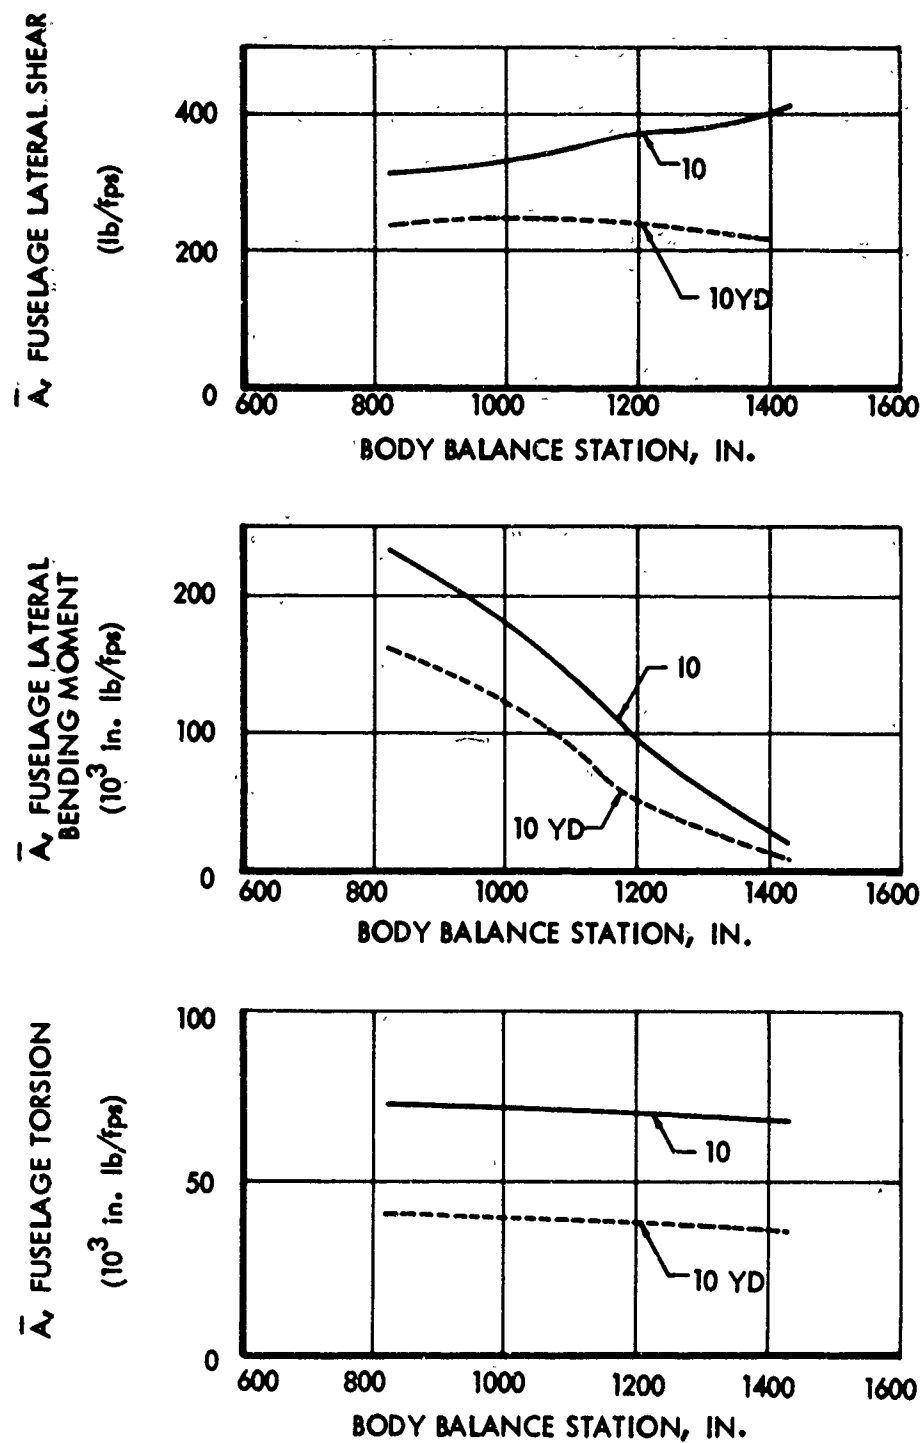 A̅, FUSELAGE LATERAL SHEAR
(lb/fps)
400
200
0
10
10YD
600 800 1000 1200 1400 1600
BODY BALANCE STATION, IN.
A̅, FUSELAGE LATERAL
BENDING MOMENT
(10³ in. lb/fps)
200
100
0
10
10 YD
600 800 1000 1200 1400 1600
BODY BALANCE STATION, IN.
A̅, FUSELAGE TORSION
(10³ in. lb/fps)
100
50
0
10
10 YD
600 800 1000 1200 1400 1600
BODY BALANCE STATION, IN.